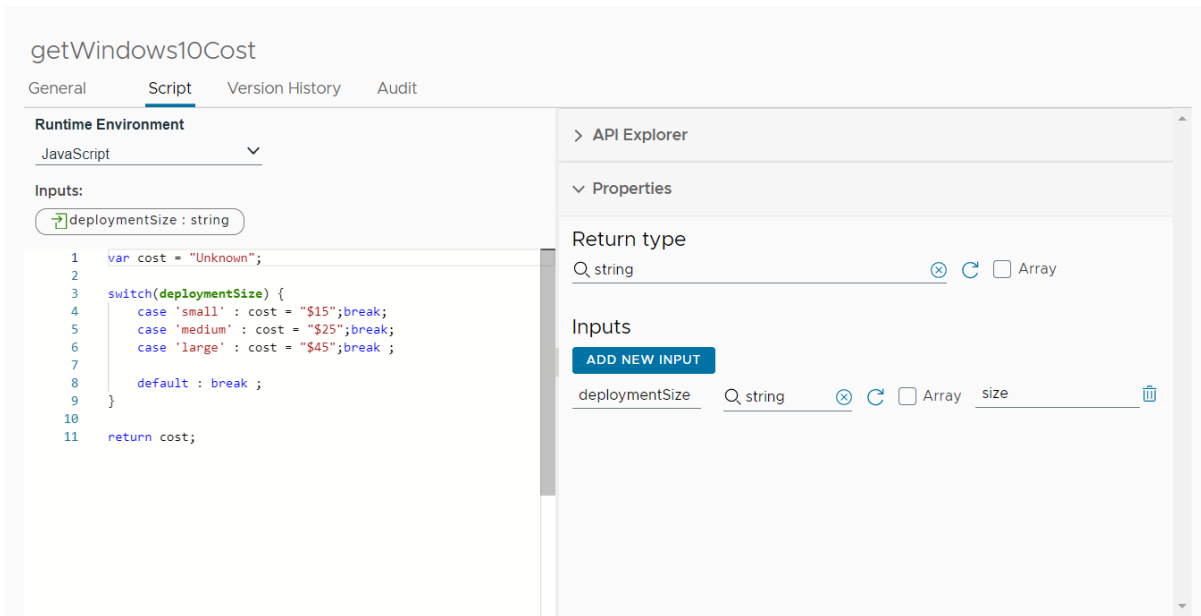 getWindows10Cost
General Script Version History Audit
Runtime Environment
JavaScript
Inputs:
deploymentSize : string
1 var cost = "Unknown";
2
3 switch(deploymentSize) {
4 case 'small' : cost = "$15";break;
5 case 'medium' : cost = "$25";break;
6 case 'large' : cost = "$45";break ;
7
8 default : break ;
9 }
10
11 return cost;
API Explorer
Properties
Return type
string Array
Inputs
ADD NEW INPUT
deploymentSize string Array size